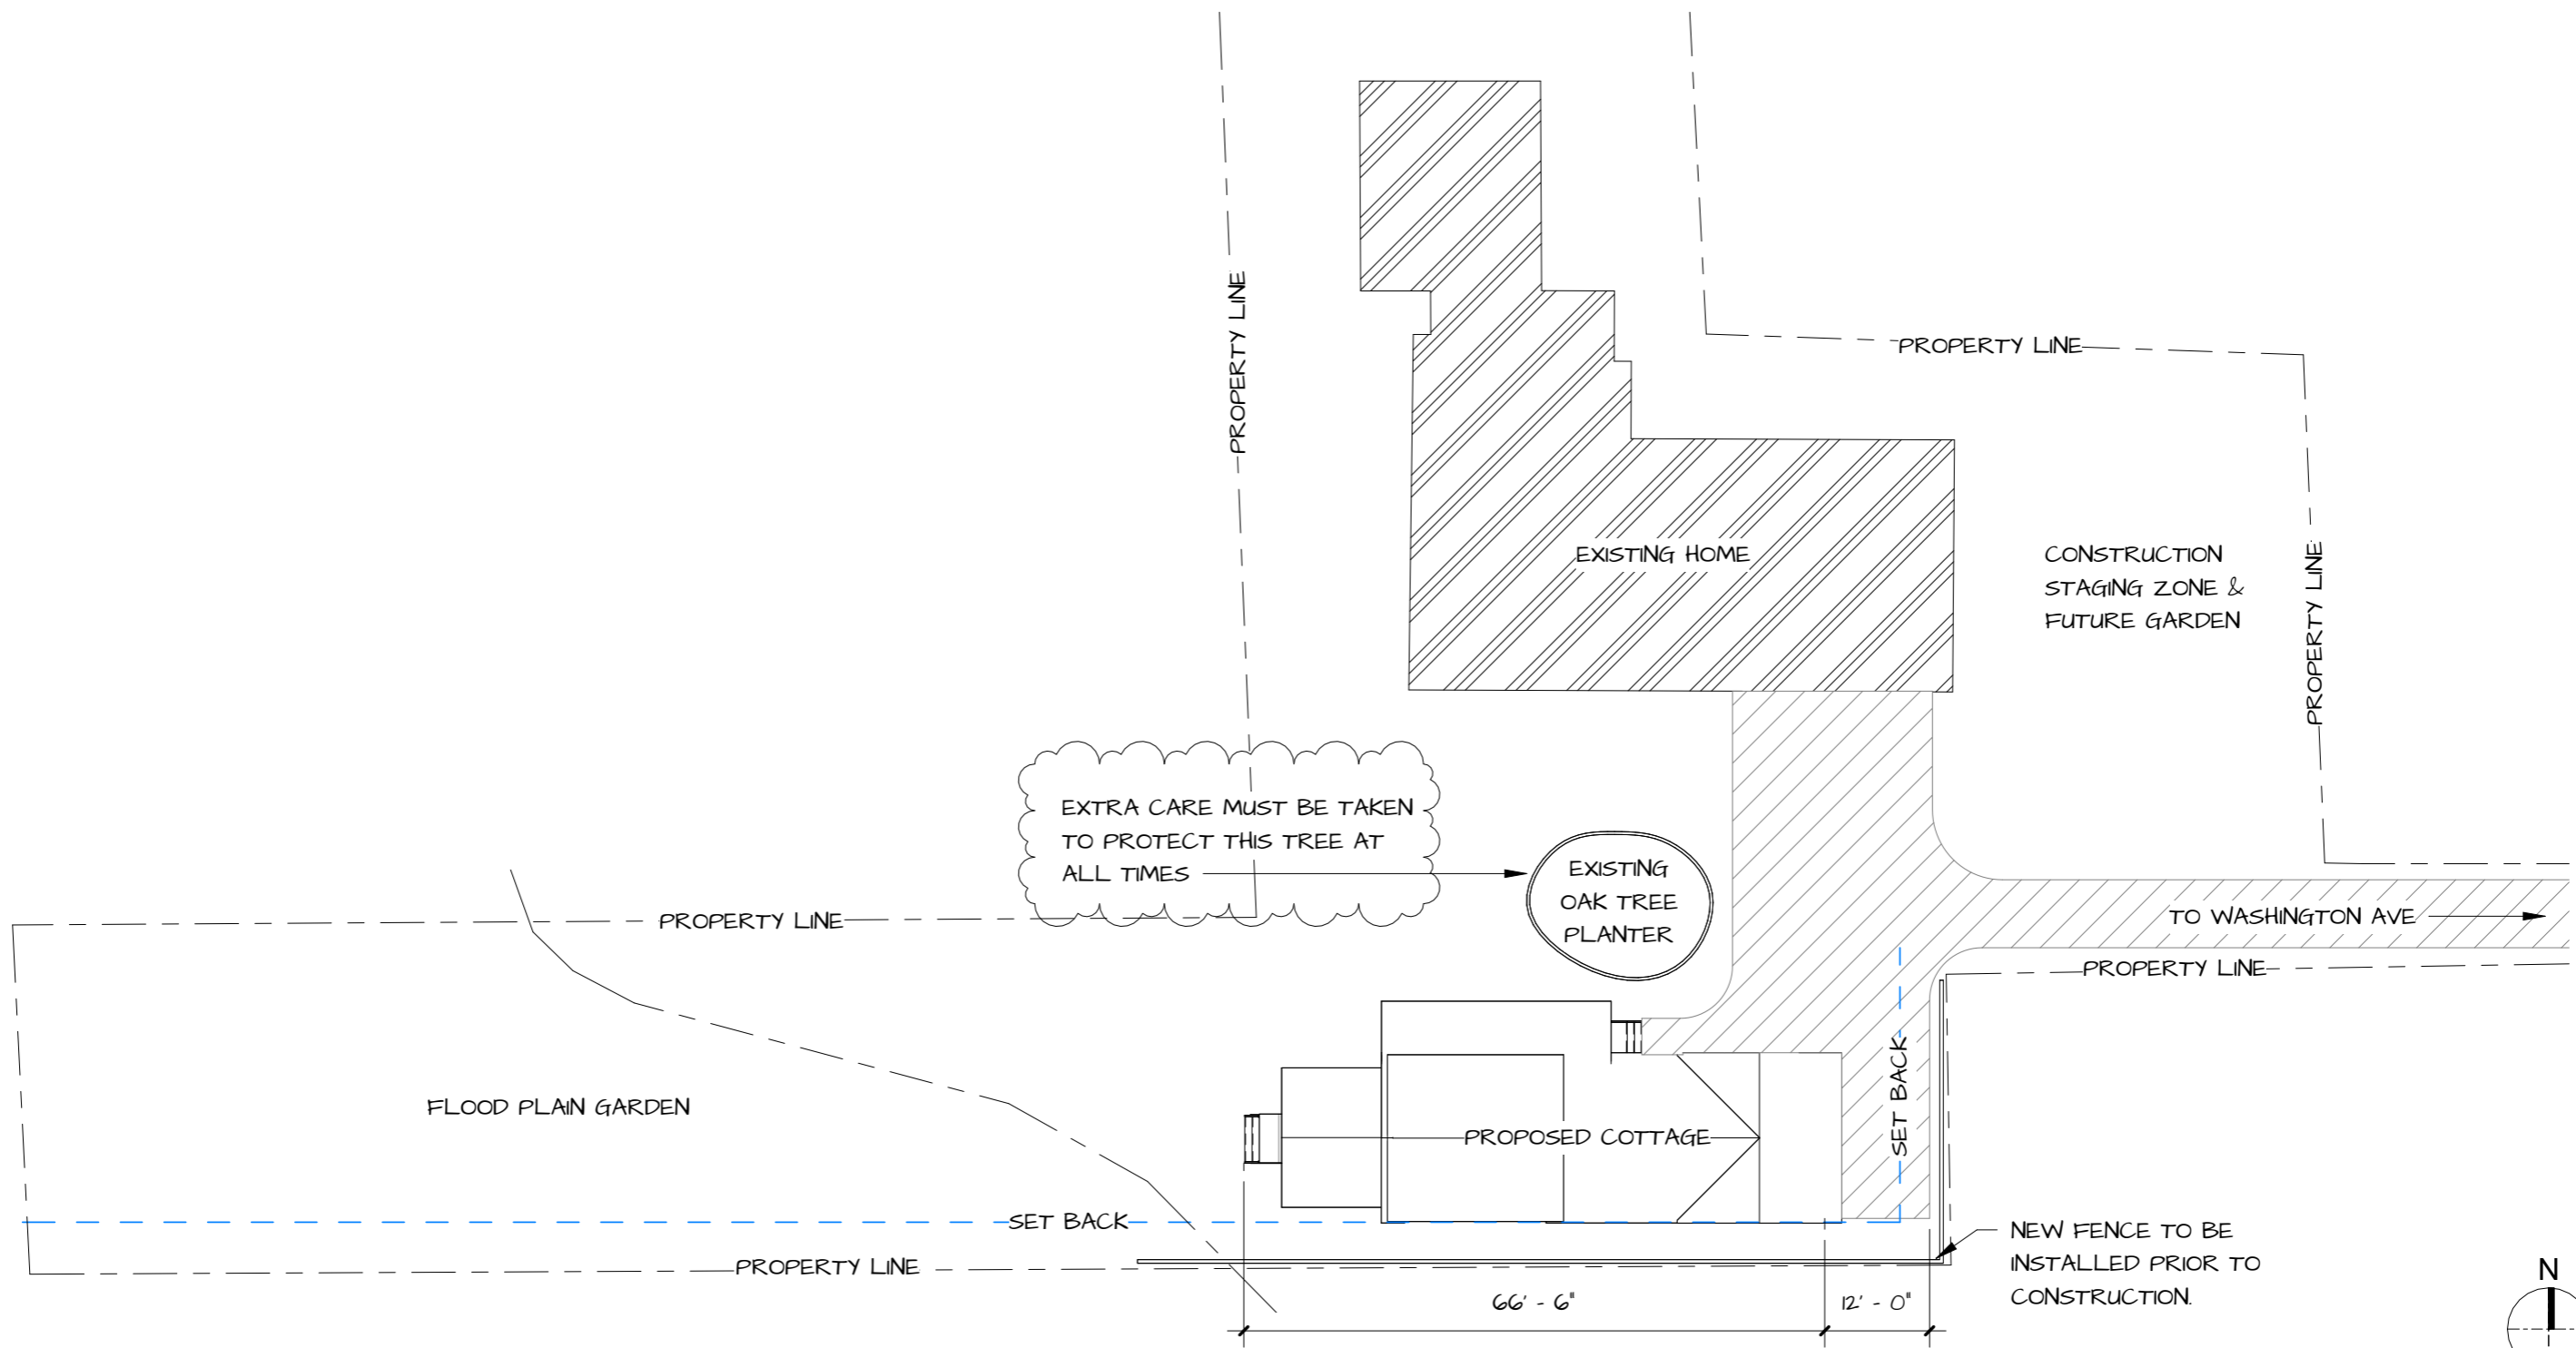 PROPERTY LINE
PROPERTY LINE
EXISTING HOME
CONSTRUCTION
STAGING ZONE &
FUTURE GARDEN
PROPERTY LINE
EXTRA CARE MUST BE TAKEN
TO PROTECT THIS TREE AT
ALL TIMES
EXISTING
OAK TREE
PLANTER
PROPERTY LINE
TO WASHINGTON AVE
PROPERTY LINE
FLOOD PLAIN GARDEN
PROPOSED COTTAGE
SET BACK
SET BACK
PROPERTY LINE
NEW FENCE TO BE
INSTALLED PRIOR TO
CONSTRUCTION.
66' - 6"
12' - 0"
N